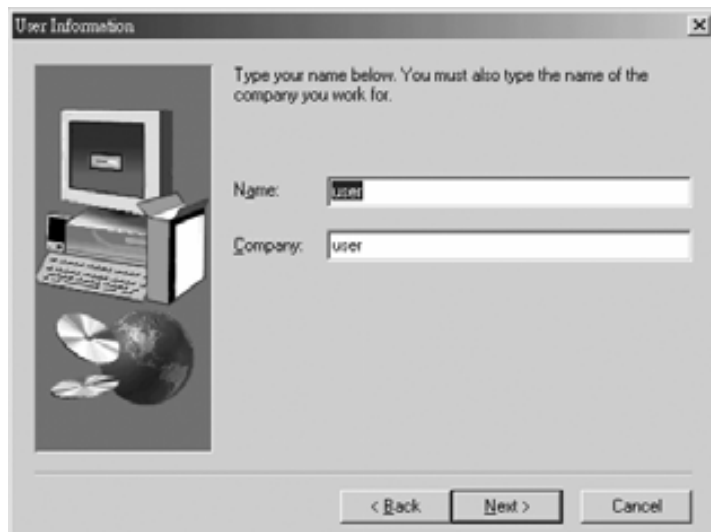 User Information
Type your name below. You must also type the name of the
company you work for.
Name:
user
Company:
user
< Back
Next >
Cancel